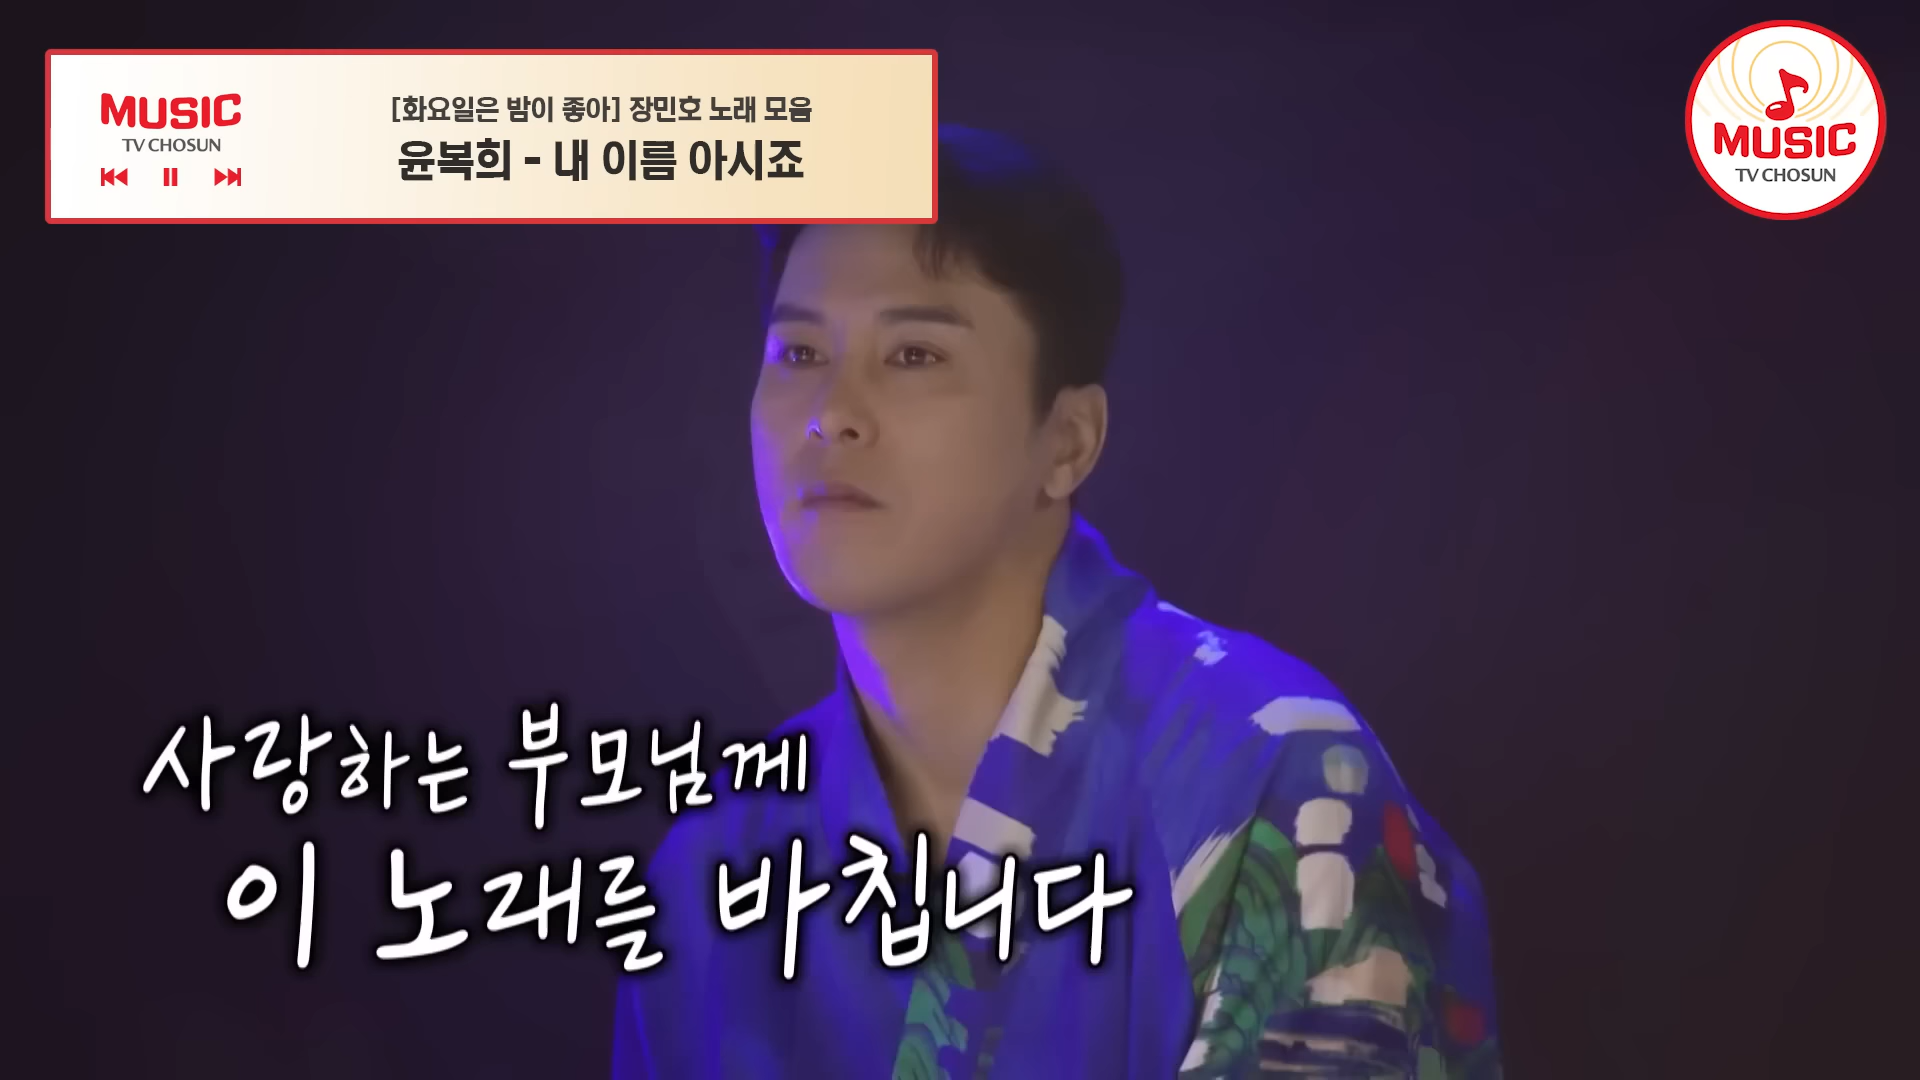 MUSIC
TV CHOSUN
[화요일은 밤이 좋아] 장민호 노래 모음
윤복희 - 내 이름 아시죠
MUSIC
TV CHOSUN
사랑하는 부모님께
이 노래를 바칩니다